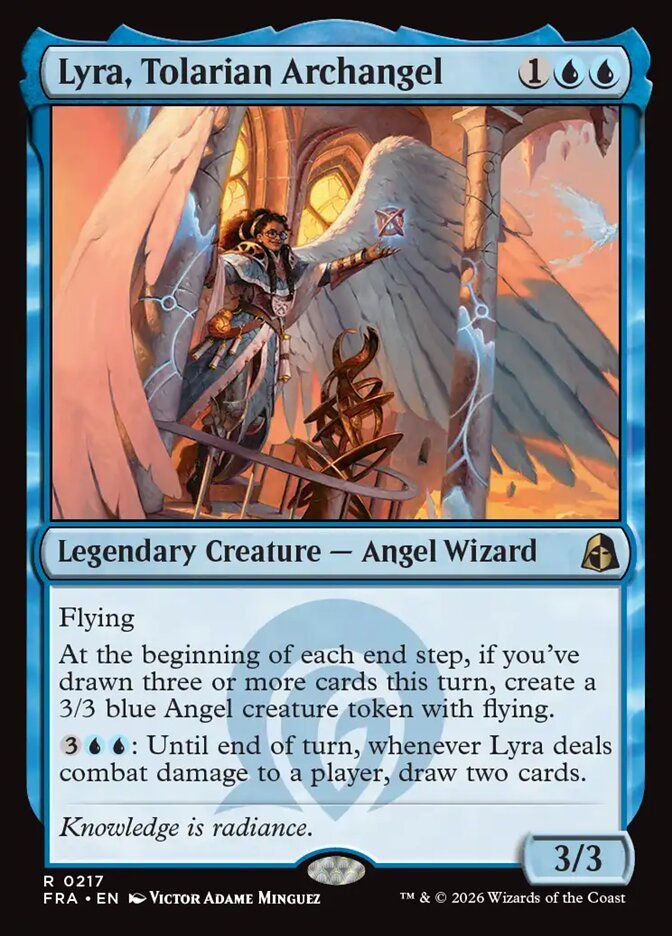 Lyra, Tolarian Archangel 1
Legendary Creature — Angel Wizard
Flying
At the beginning of each end step, if you've
drawn three or more cards this turn, create a
3/3 blue Angel creature token with flying.
3: Until end of turn, whenever Lyra deals
combat damage to a player, draw two cards.
Knowledge is radiance.
3/3
R 0217
FRA • EN Victor Adame Minguez
™ & © 2026 Wizards of the Coast